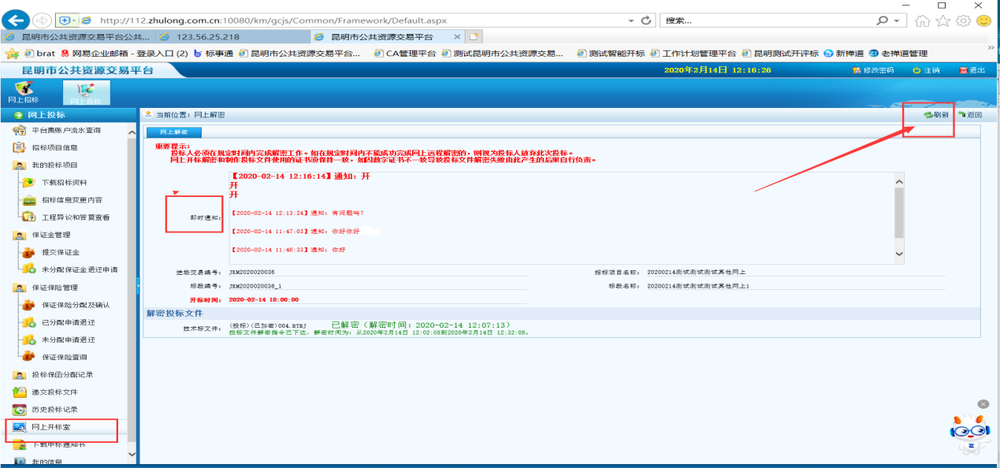 http://112.zhulong.com.cn:10080/km/gcjs/Common/Framework/Default.aspx
搜索...
昆明市公共资源交易平台公共...
123.56.25.218
昆明市公共资源交易平台
brat
网易企业邮箱 - 登录入口 (2)
标事通
昆明市公共资源交易平台...
CA管理平台
测试昆明市公共资源交易...
测试智能开标
工作计划管理平台
昆明测试开评标
新禅道
老禅道管理
昆明市公共资源交易平台
2020年2月14日 12:16:26
修改密码
注销
退出
网上招标
网上投标
网上投标
当前位置：网上解密
刷新
返回
平台费账户流水查询
招标项目信息
我的投标项目
下载招标资料
招标信息变更内容
工程异议和答复查看
保证金管理
提交保证金
未分配保证金退还申请
保证保险管理
保证保险分配及确认
已分配申请退还
未分配申请退还
保证保险查询
投标保函分配记录
递交投标文件
历史投标记录
网上开标室
下载中标通知书
我的信息
网上解密
重要提示：
投标人必须在规定时间内完成解密工作。如在规定时间内不能成功完成网上远程解密的，则视为投标人放弃此次投标。
网上开标解密和制作投标文件使用的证书须保持一致，如因数字证书不一致导致投标文件解密失败由此产生的后果自行负责。
即时通知：
【2020-02-14 12:16:14】通知：开
开
开
【2020-02-14 12:13:24】通知：有问题吗?
【2020-02-14 11:47:03】通知：你好你好
【2020-02-14 11:46:33】通知：你好
进场交易编号： JKM2020020036
招标项目名称： 20200214测试测试测试其他网上
标段编号： JKM2020020036_1
标段名称： 20200214测试测试测试其他网上1
开标时间： 2020-02-14 10:00:00
解密投标文件
技术标文件： (投标)(已加密)004.BTBJ 已解密（解密时间：2020-02-14 12:07:13）
投标文件解密指令已下达，解密时间为：从2020年2月14日 12:02:08到2020年2月14日 12:32:08。